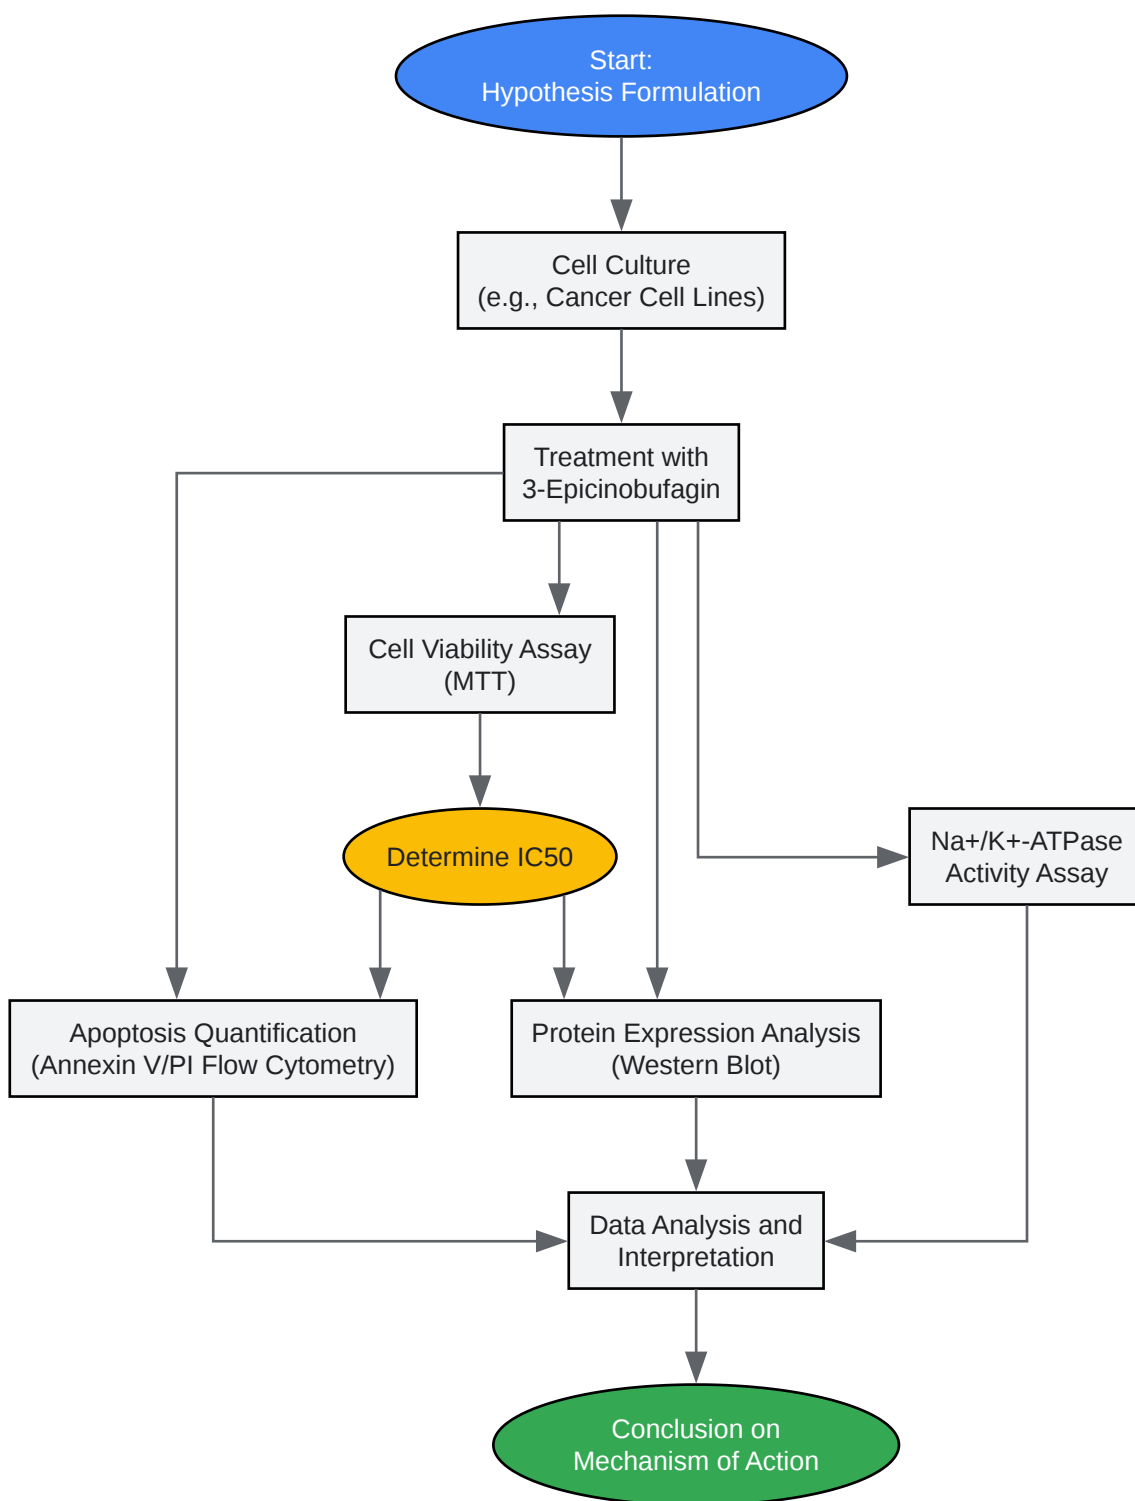 Start:
Hypothesis Formulation
Cell Culture
(e.g., Cancer Cell Lines)
Treatment with
3-Epicinobufagin
Cell Viability Assay
(MTT)
Determine IC50
Na+/K+-ATPase
Activity Assay
Apoptosis Quantification
(Annexin V/PI Flow Cytometry)
Protein Expression Analysis
(Western Blot)
Data Analysis and
Interpretation
Conclusion on
Mechanism of Action